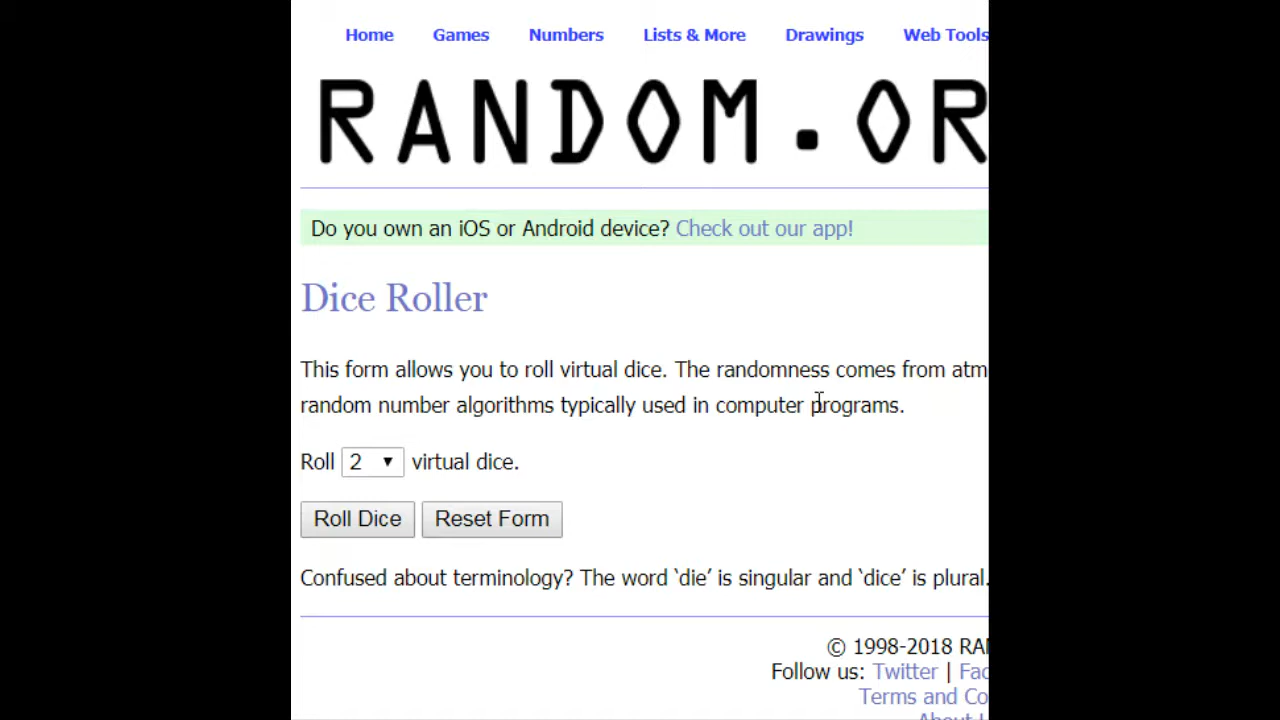 Home Games Numbers Lists & More Drawings Web Tools
RANDOM.OR
Do you own an iOS or Android device? Check out our app!
Dice Roller
This form allows you to roll virtual dice. The randomness comes from atm
random number algorithms typically used in computer programs.
Roll 2 virtual dice.
Roll Dice Reset Form
Confused about terminology? The word ‘die’ is singular and ‘dice’ is plural.
© 1998-2018 RA
Follow us: Twitter | Fac
Terms and Co
About